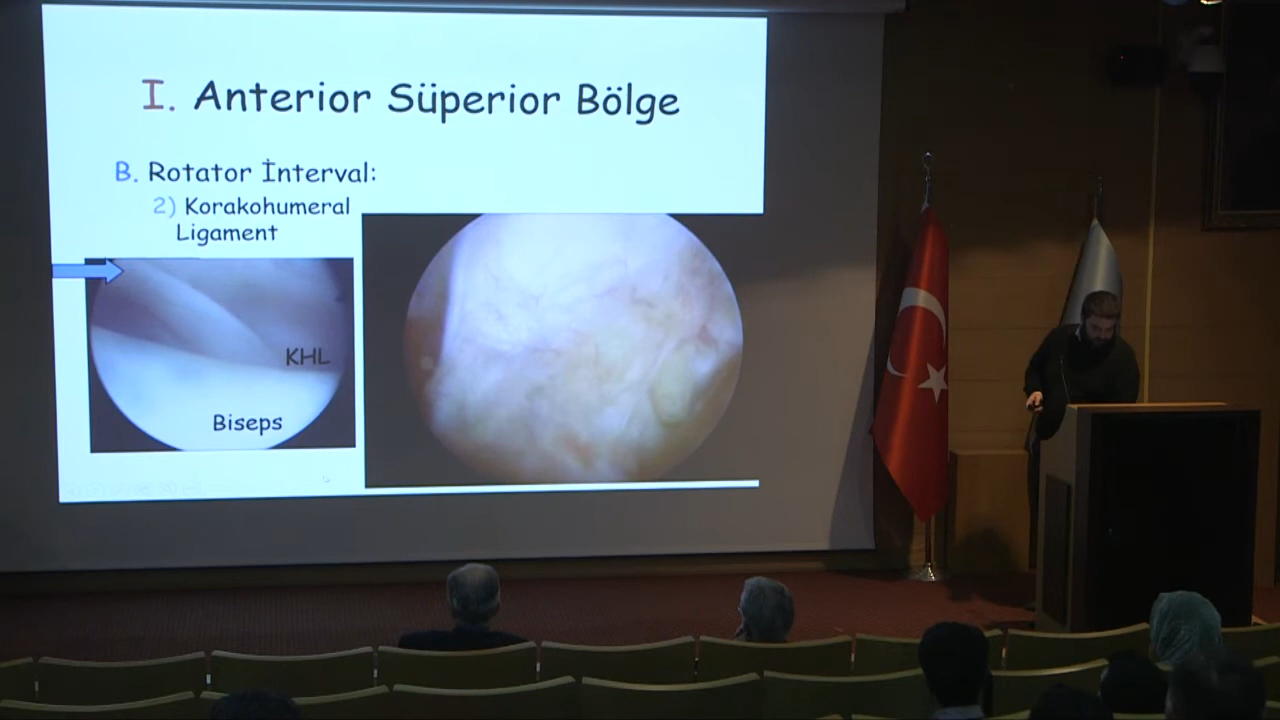 I. Anterior Süperior Bölge
B. Rotator İnterval:
2) Korakohumeral
Ligament
KHL
Biseps